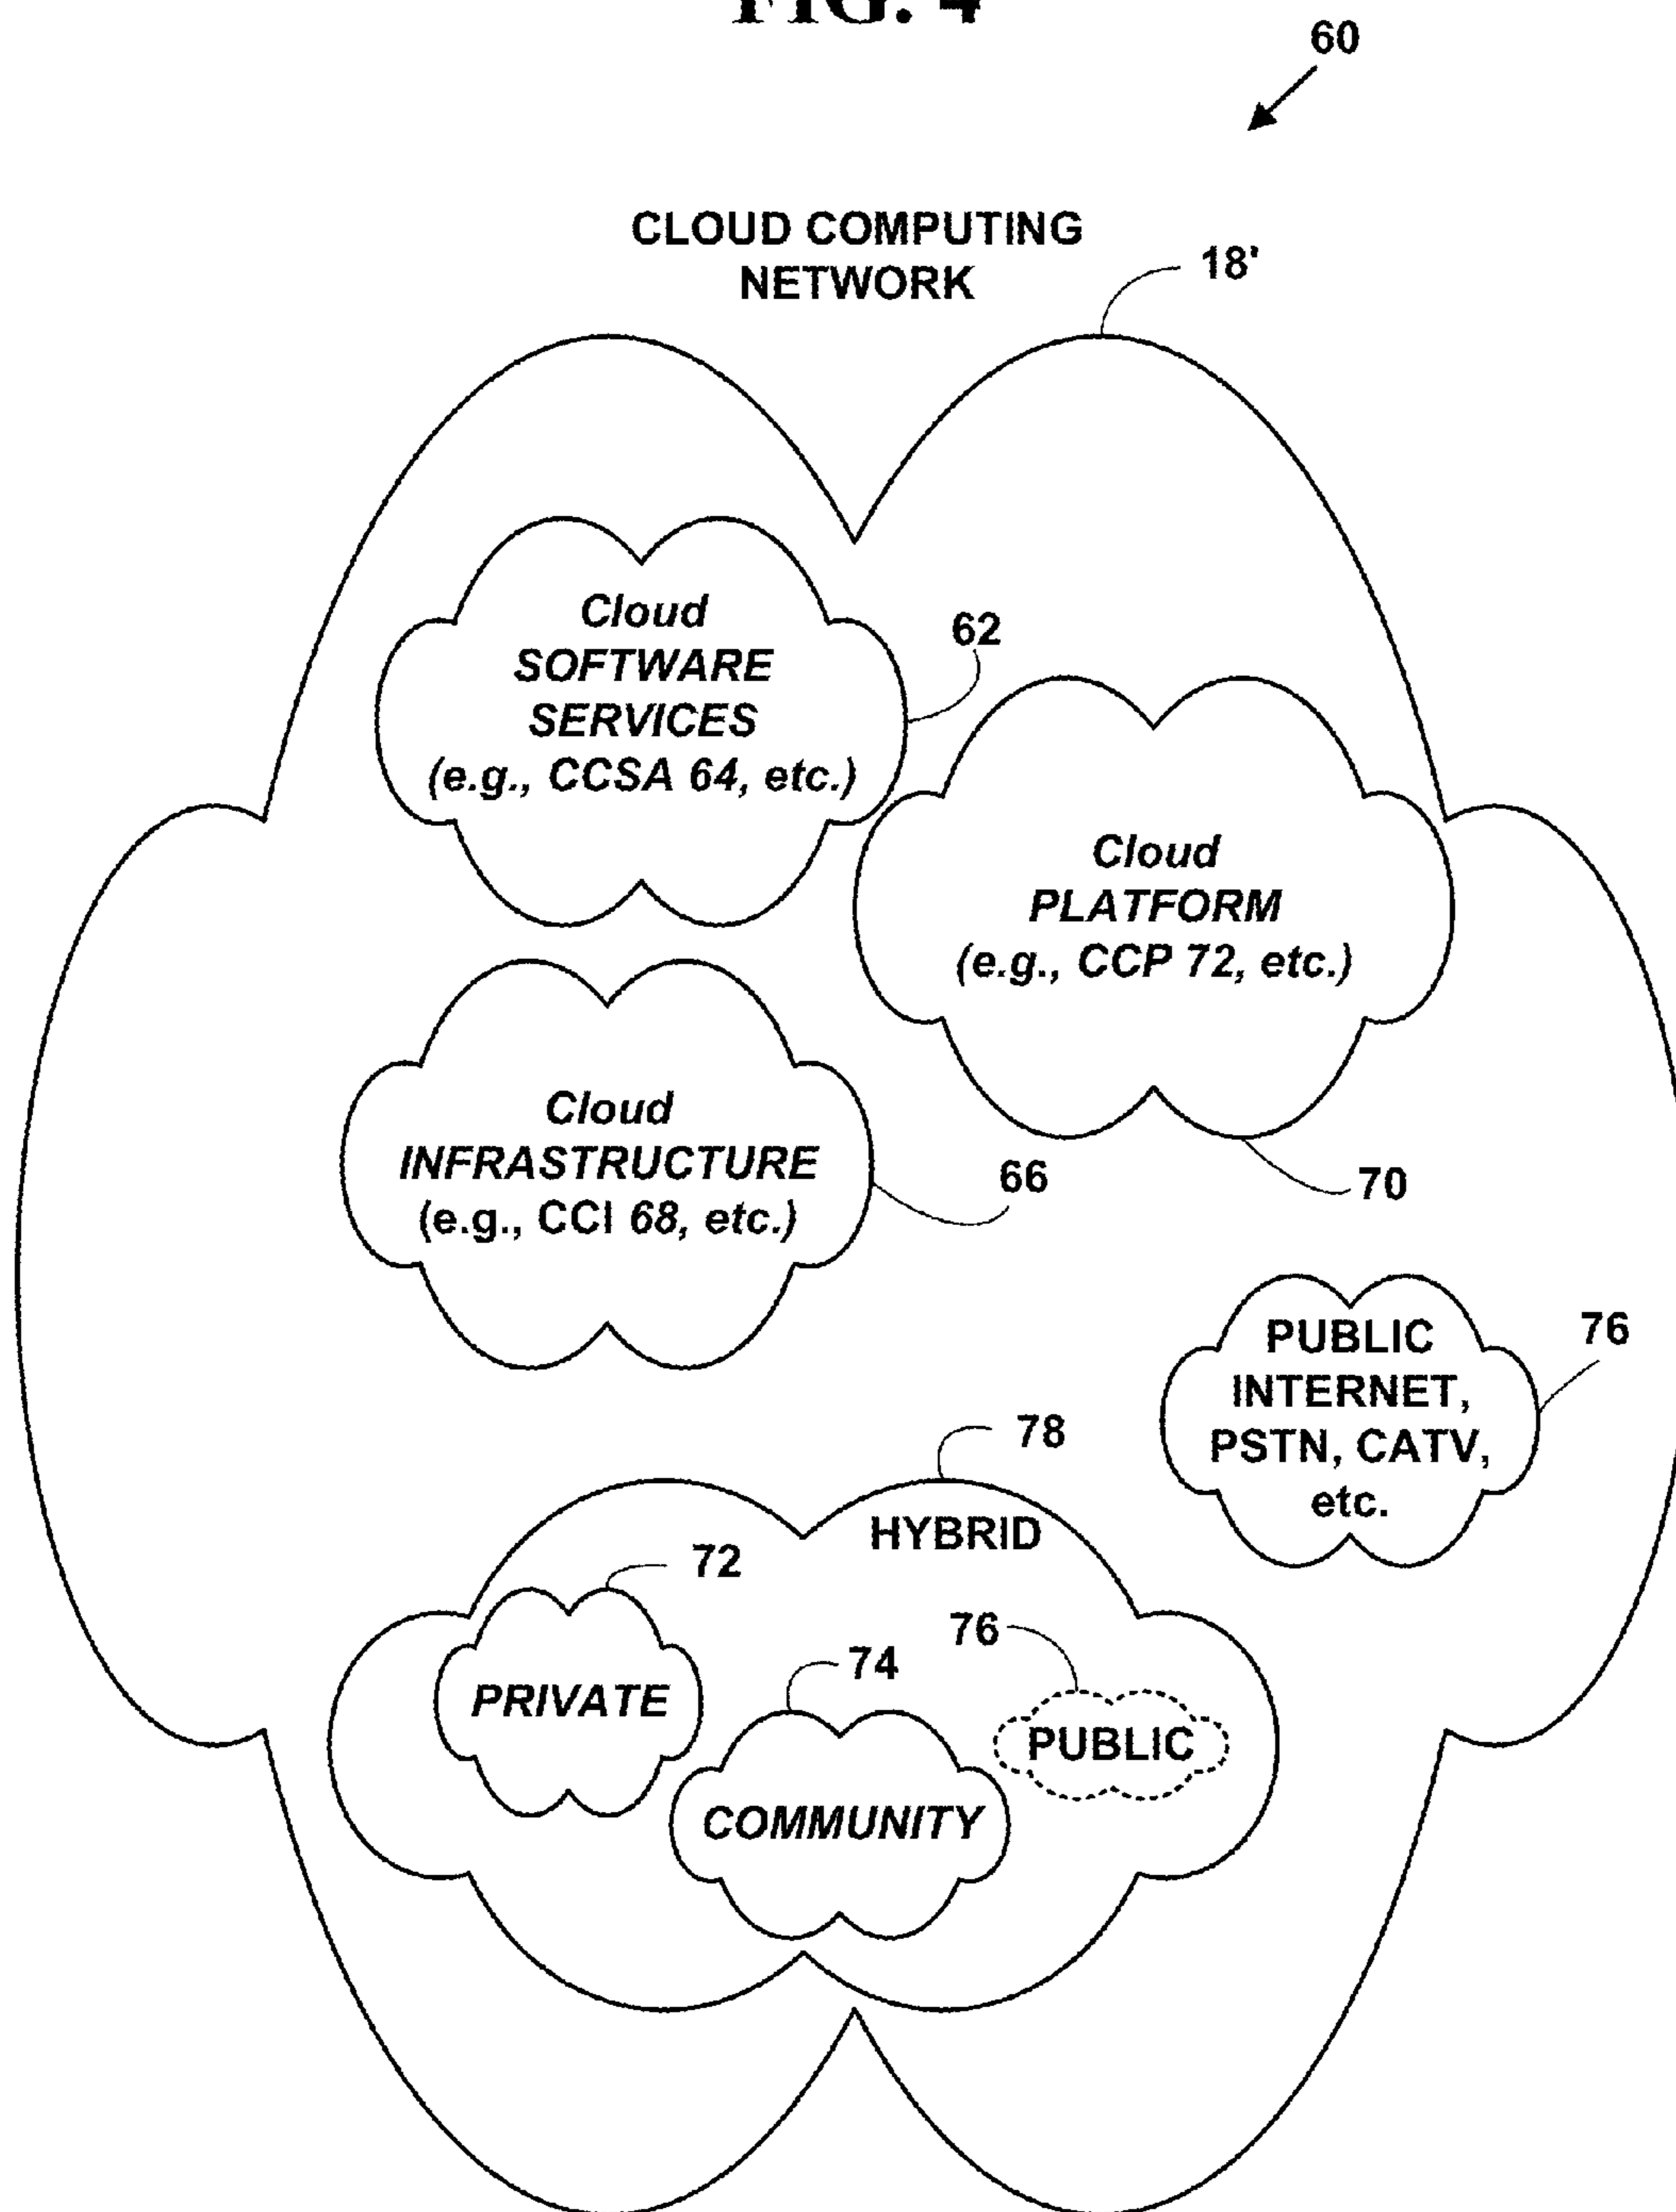 FIG. 4
60
CLOUD COMPUTING
NETWORK
18'
Cloud
SOFTWARE
SERVICES
(e.g., CCSA 64, etc.)
62
Cloud
PLATFORM
(e.g., CCP 72, etc.)
70
Cloud
INFRASTRUCTURE
(e.g., CCI 68, etc.)
66
PUBLIC
INTERNET,
PSTN, CATV,
etc.
76
78
HYBRID
72
PRIVATE
74
COMMUNITY
76
PUBLIC